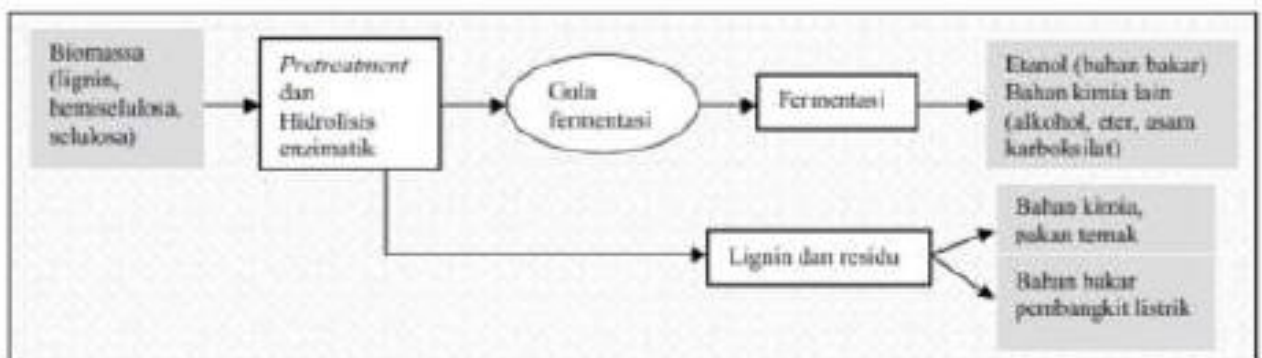 Biomassa
(lignin,
hemiselulosa,
selulosa)
Pretreatment
dan
Hidrolisis
enzimatik
Gula
fermentasi
Fermentasi
Etanol (bahan bakar)
Bahan kimia lain
(alkohol, eter, asam
karboksilat)
Lignin dan residu
Bahan kimia,
pakan ternak
Bahan bakar
pembangkit listrik